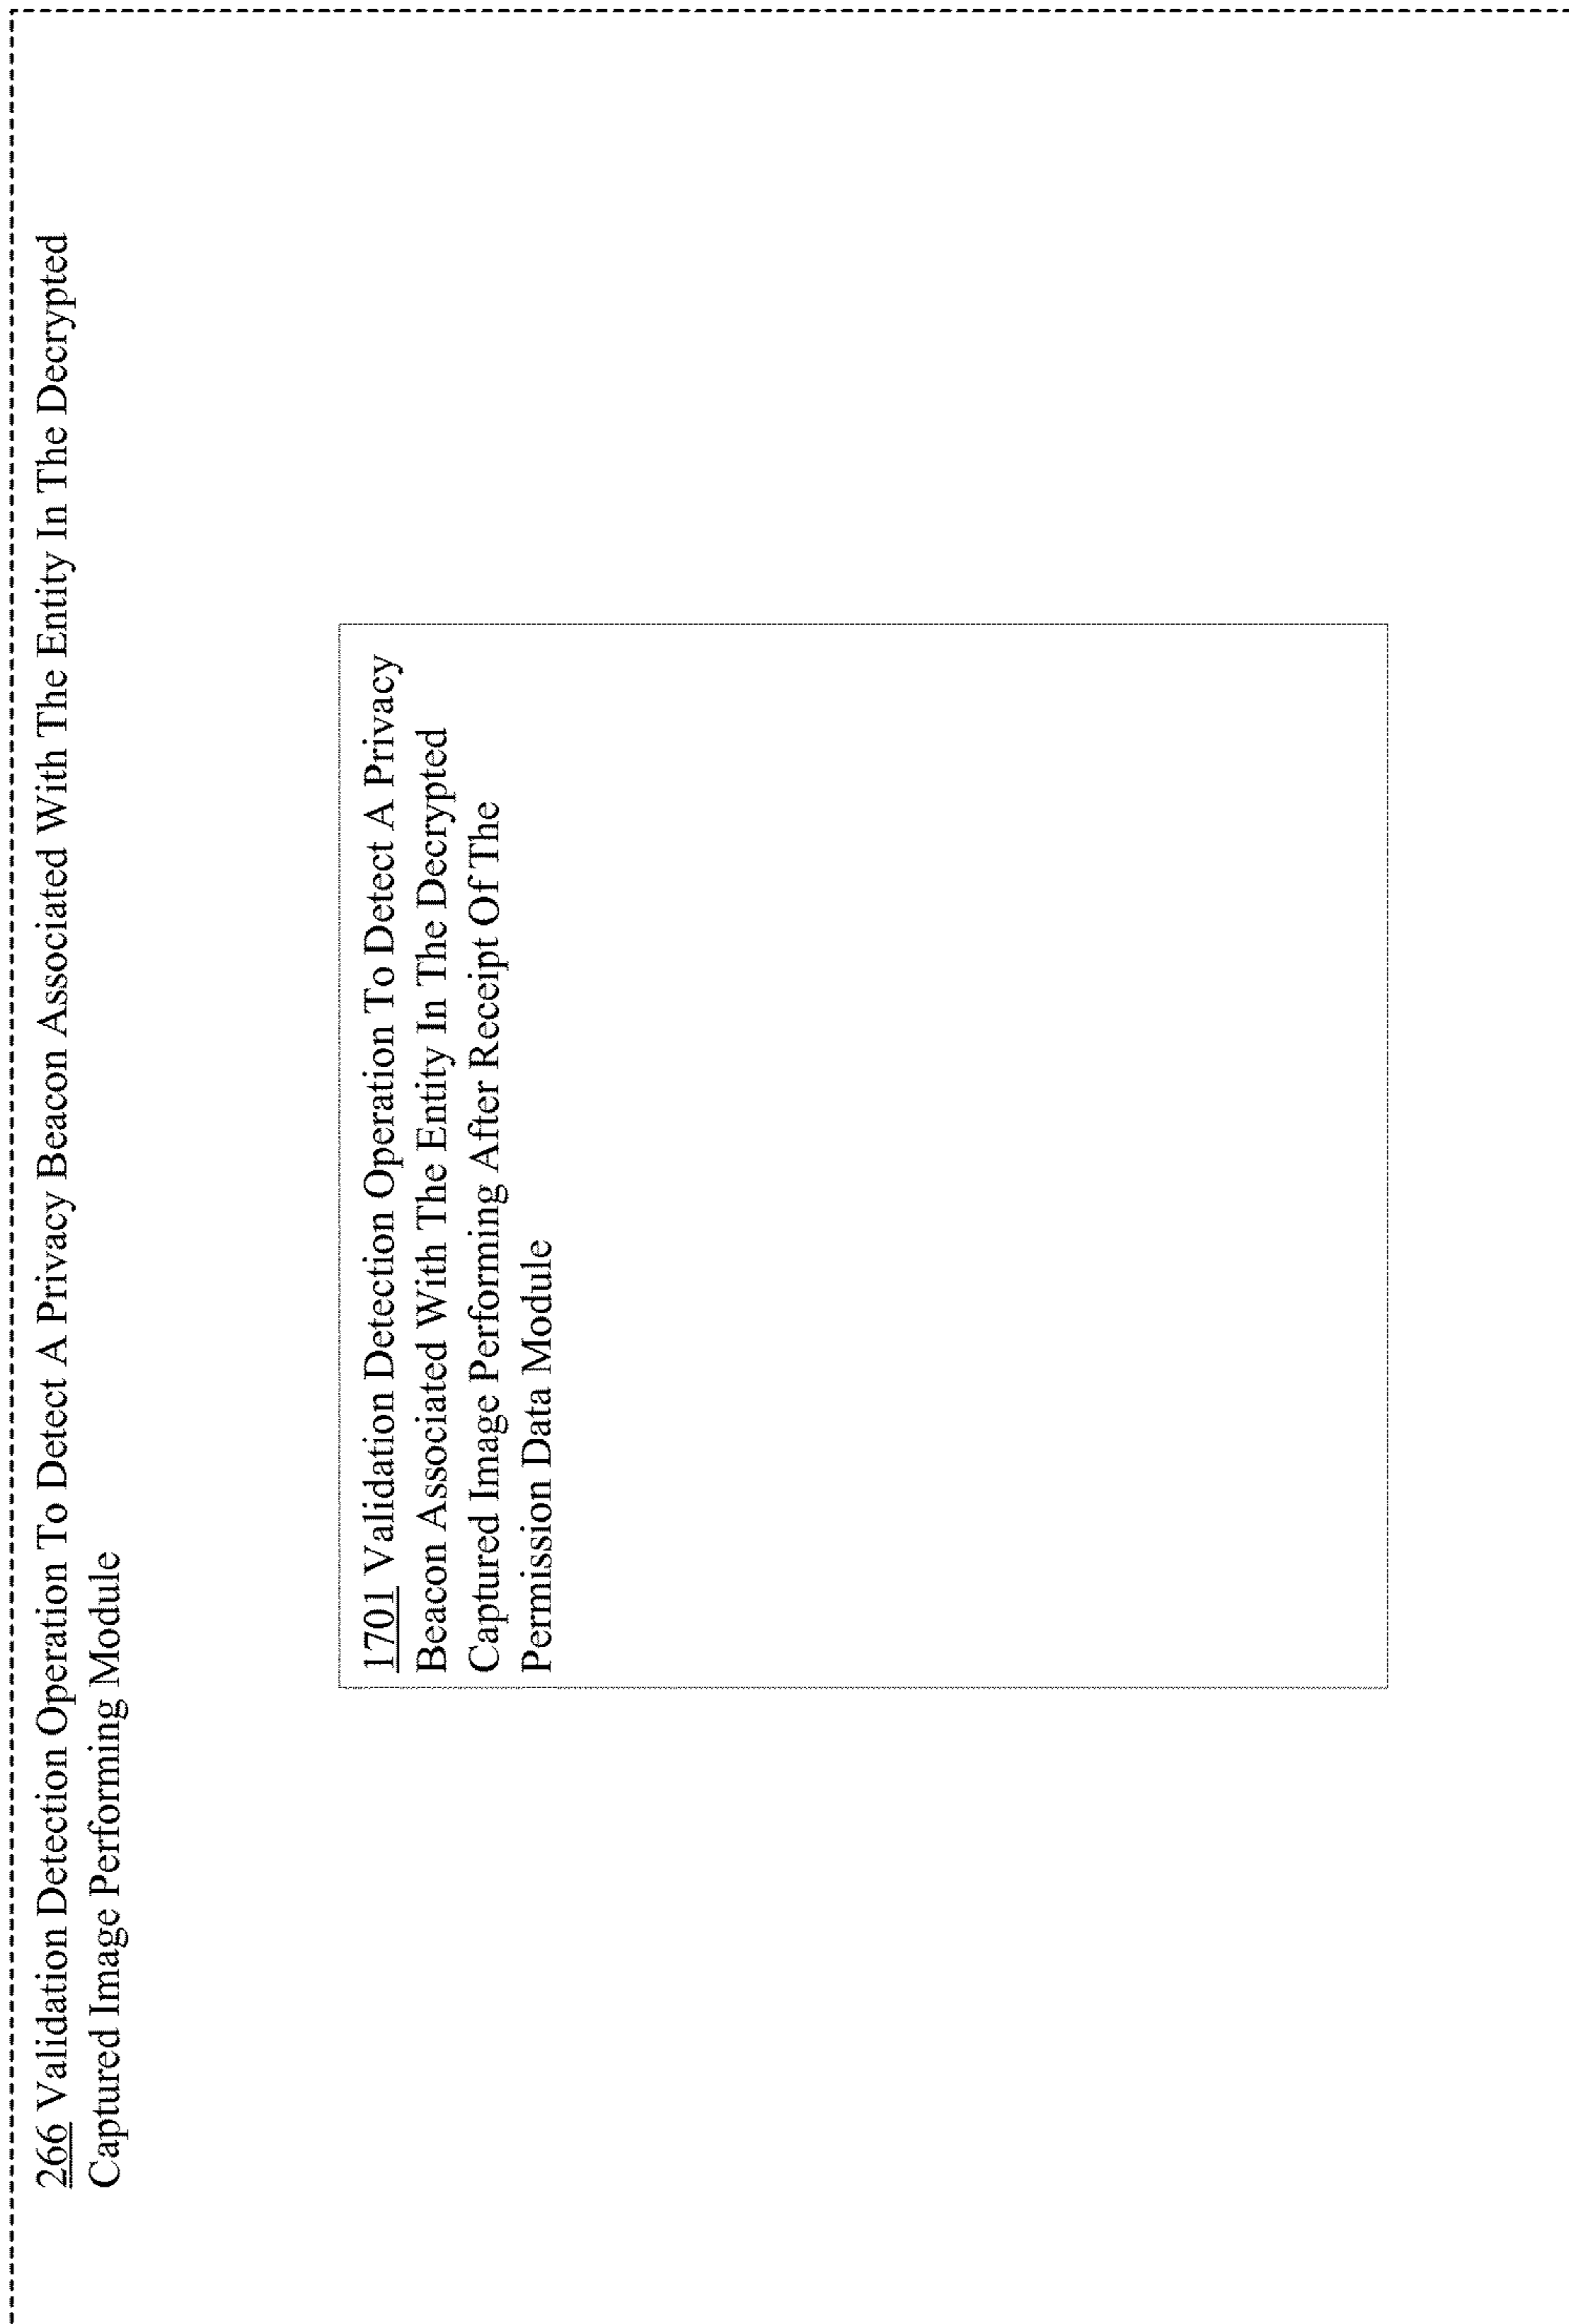 266 Validation Detection Operation To Detect A Privacy Beacon Associated With The Entity In The Decrypted
Captured Image Performing Module
1701 Validation Detection Operation To Detect A Privacy
Beacon Associated With The Entity In The Decrypted
Captured Image Performing After Receipt Of The
Permission Data Module